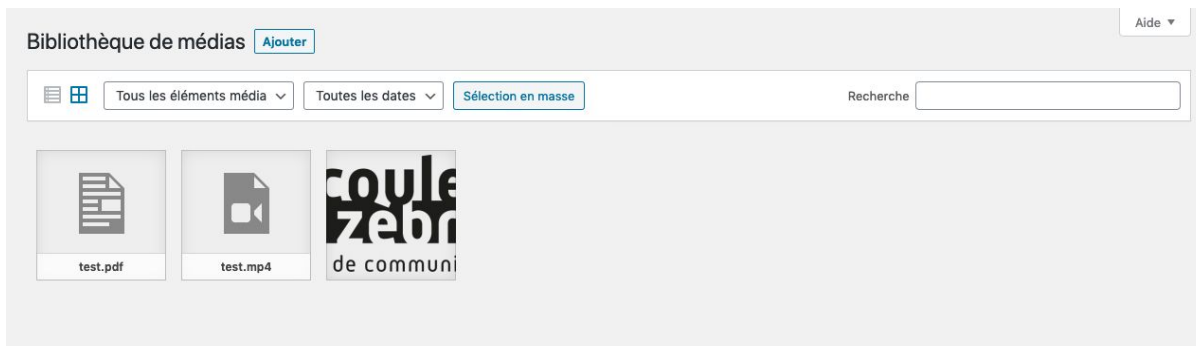 Aide
Bibliothèque de médias Ajouter
Tous les éléments média Toutes les dates Sélection en masse Recherche
test.pdf test.mp4
coule
zebr
de communi